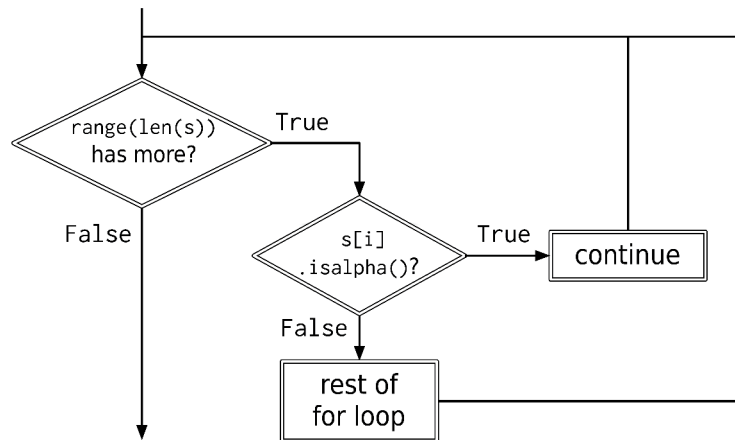 range(len(s))
has more?
True
False
s[i]
.isalpha()?
True
continue
False
rest of
for loop